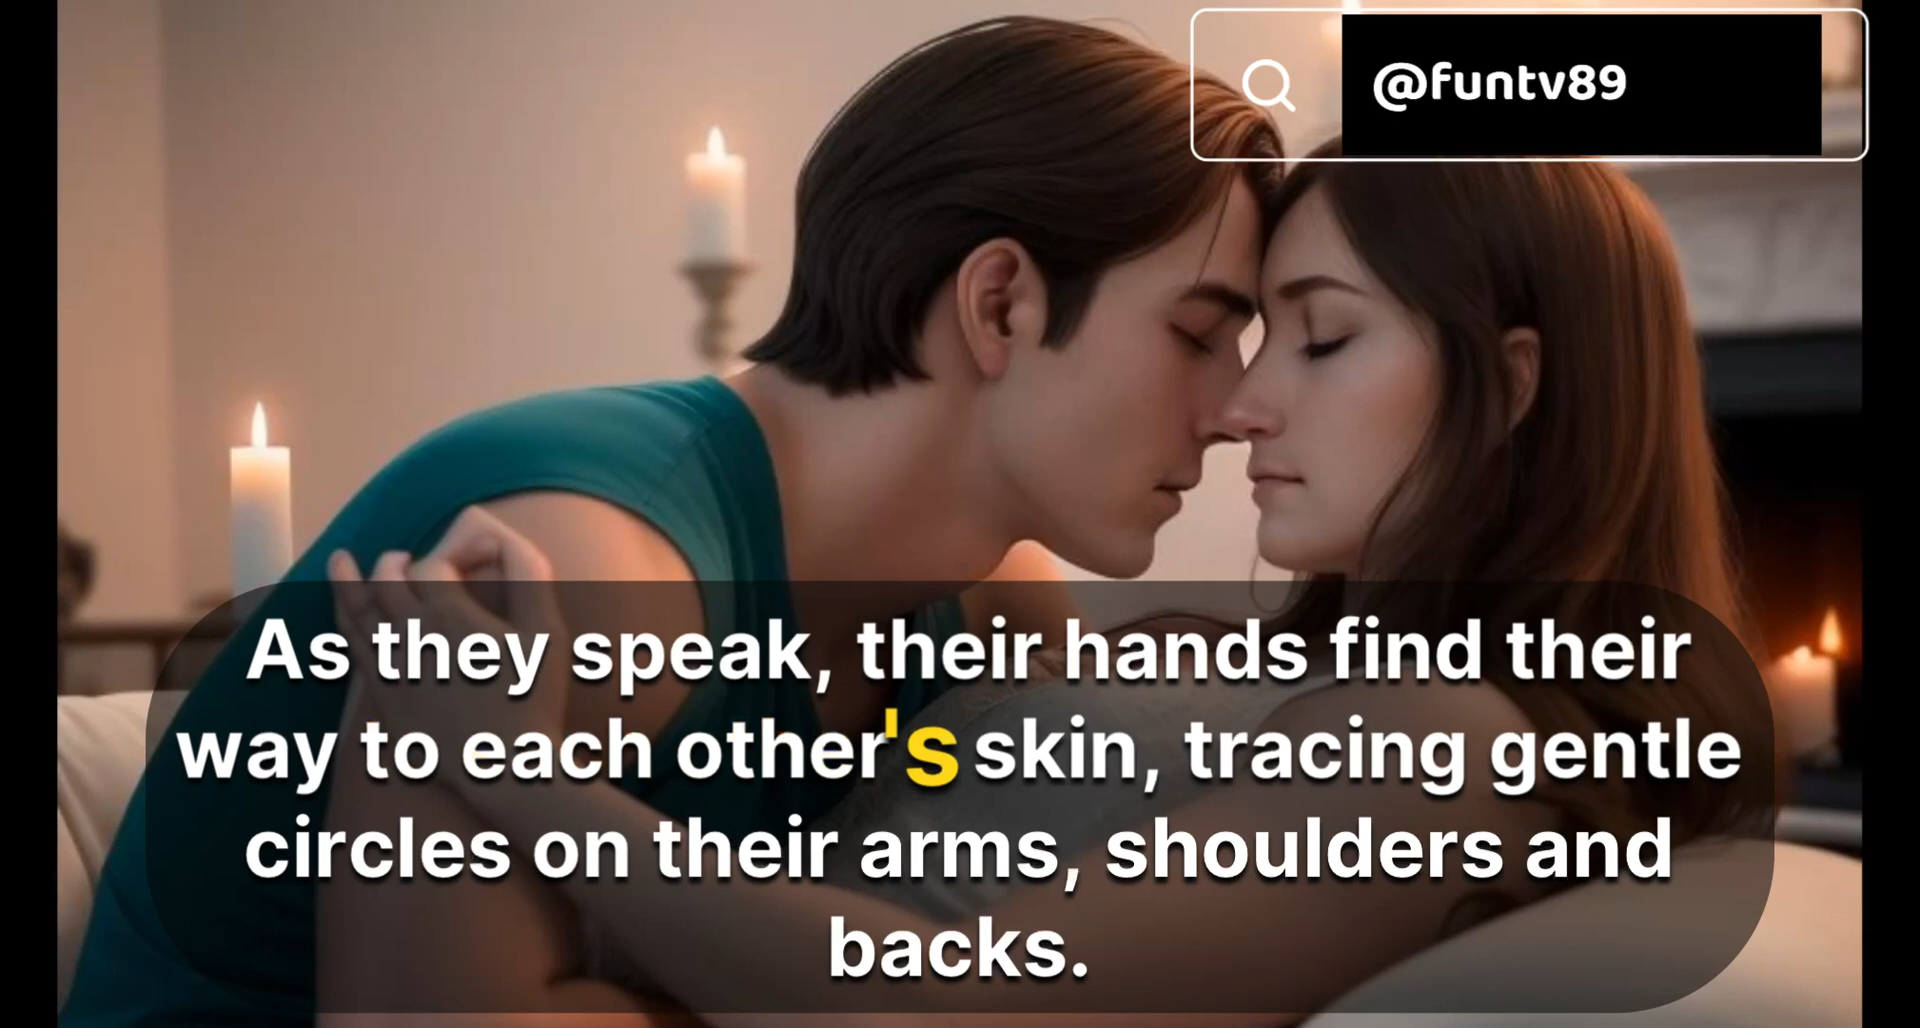 @funtv89
As they speak, their hands find their
way to each other's skin, tracing gentle
circles on their arms, shoulders and
backs.